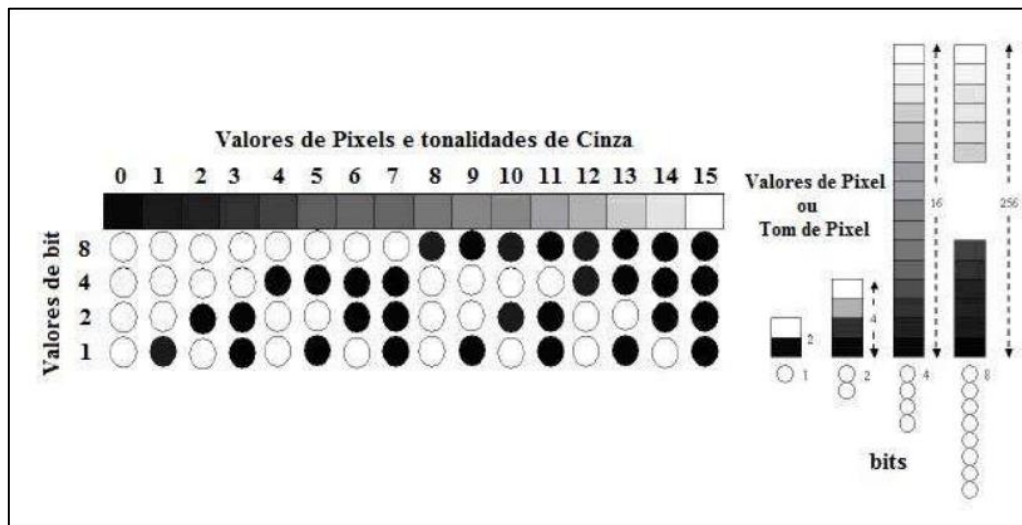 Valores de Pixels e tonalidades de Cinza
0 1 2 3 4 5 6 7 8 9 10 11 12 13 14 15
Valores de bit
8
4
2
1
Valores de Pixel
ou
Tom de Pixel
2
4
16
256
1
2
4
8
bits